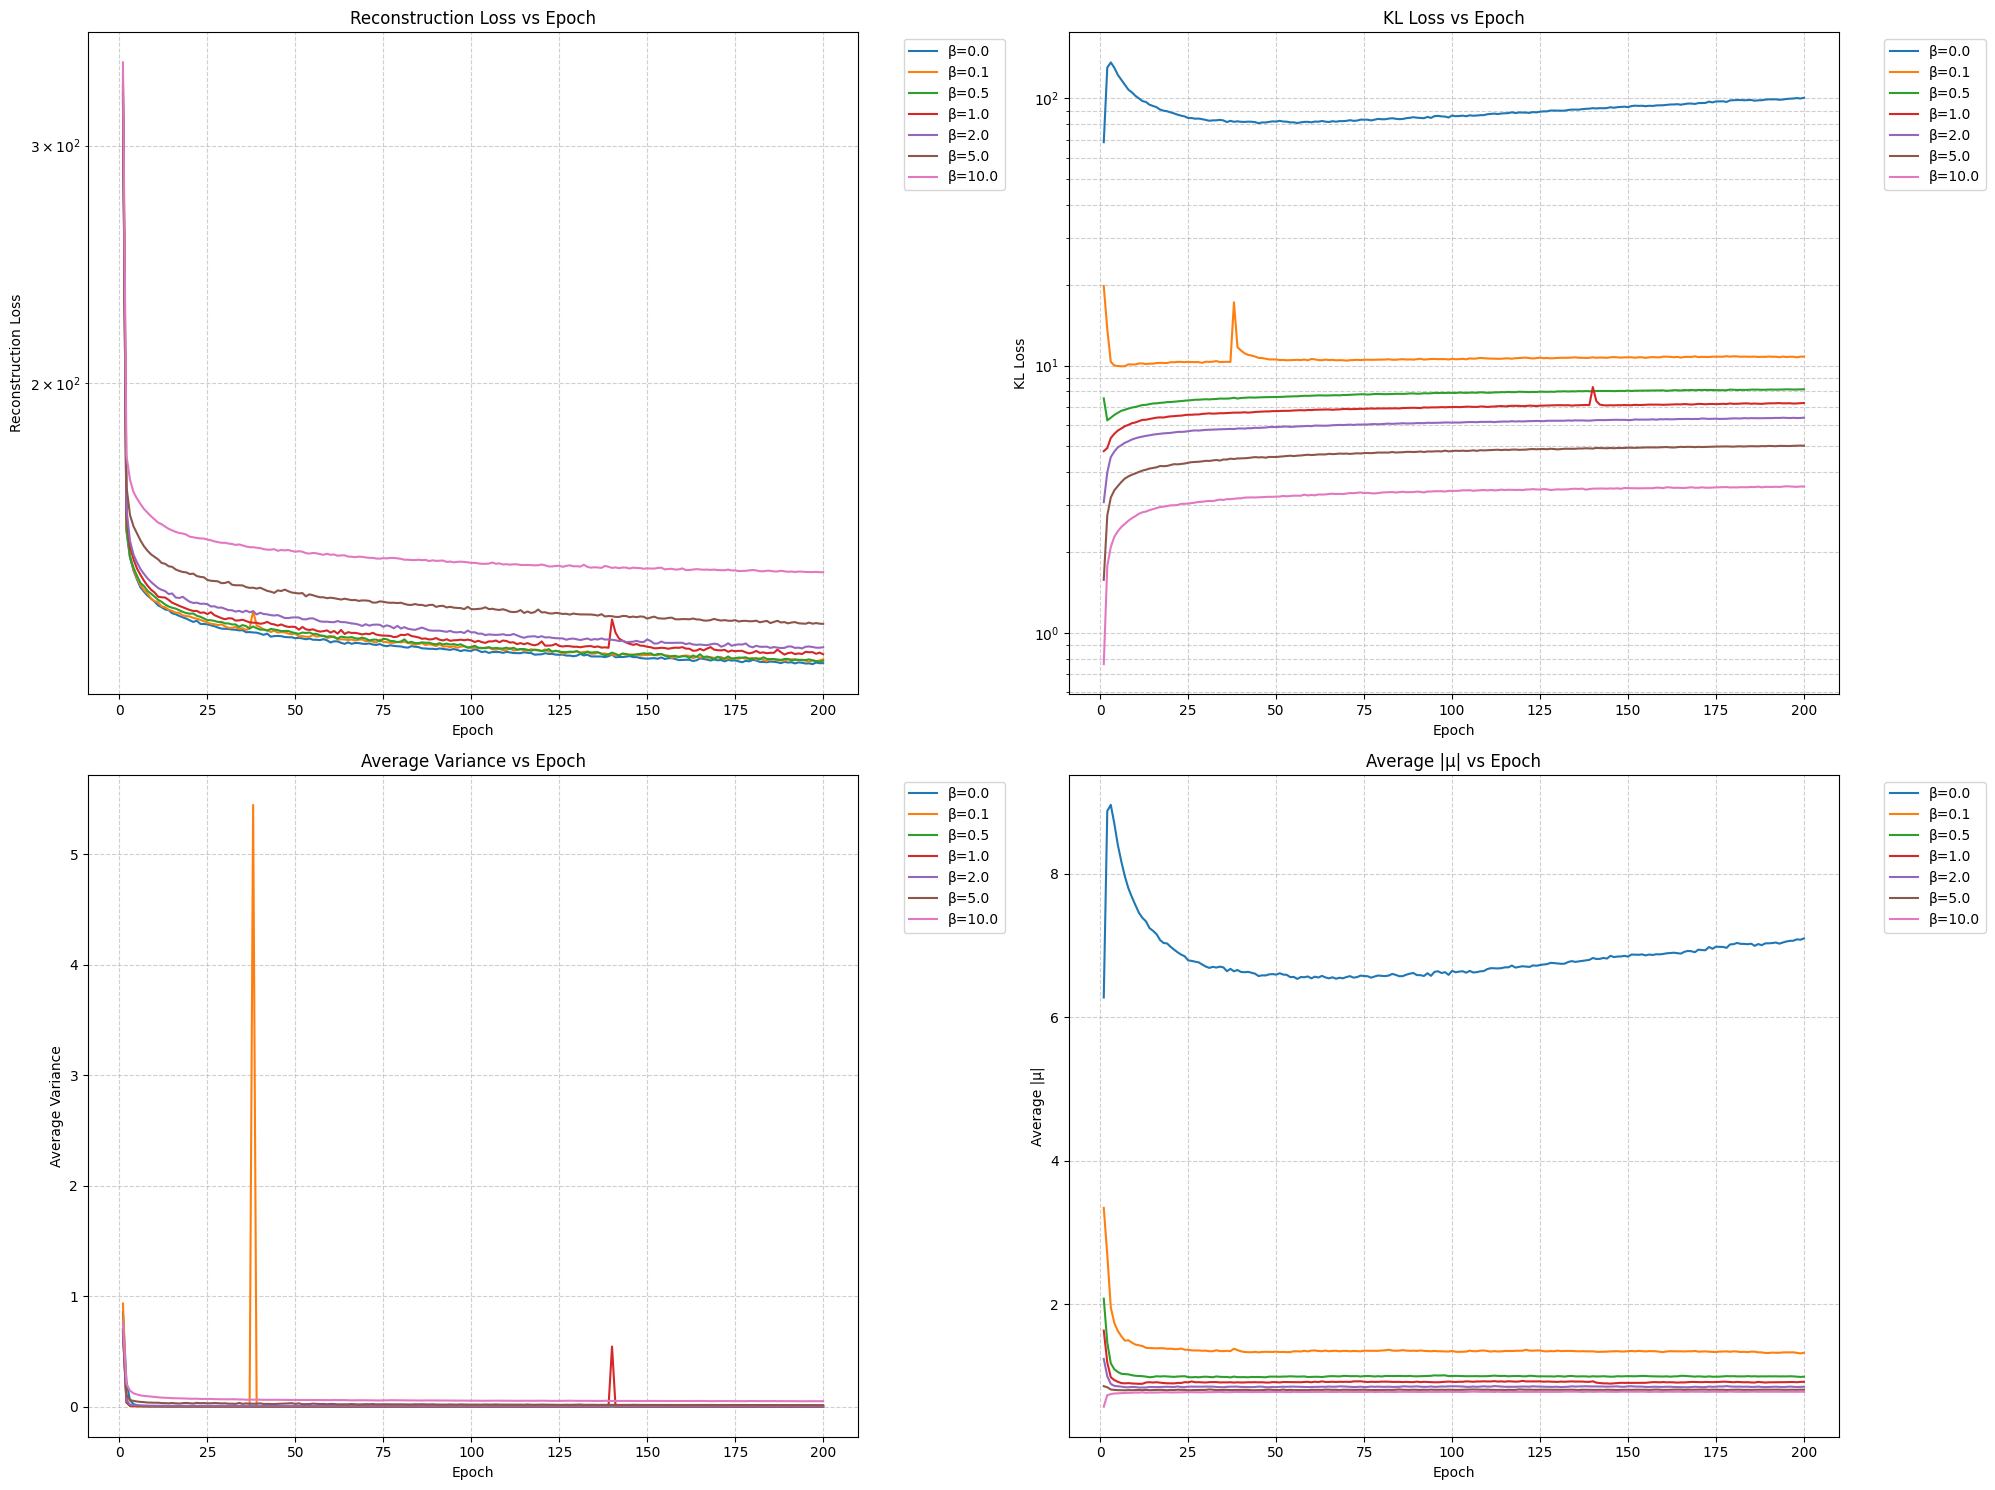 Reconstruction Loss vs Epoch
Reconstruction Loss
3 × 10²
2 × 10²
0 25 50 75 100 125 150 175 200
Epoch
β=0.0
β=0.1
β=0.5
β=1.0
β=2.0
β=5.0
β=10.0
KL Loss vs Epoch
KL Loss
10²
10¹
10⁰
0 25 50 75 100 125 150 175 200
Epoch
β=0.0
β=0.1
β=0.5
β=1.0
β=2.0
β=5.0
β=10.0
Average Variance vs Epoch
Average Variance
5
4
3
2
1
0
0 25 50 75 100 125 150 175 200
Epoch
β=0.0
β=0.1
β=0.5
β=1.0
β=2.0
β=5.0
β=10.0
Average |μ| vs Epoch
Average |μ|
8
6
4
2
0 25 50 75 100 125 150 175 200
Epoch
β=0.0
β=0.1
β=0.5
β=1.0
β=2.0
β=5.0
β=10.0